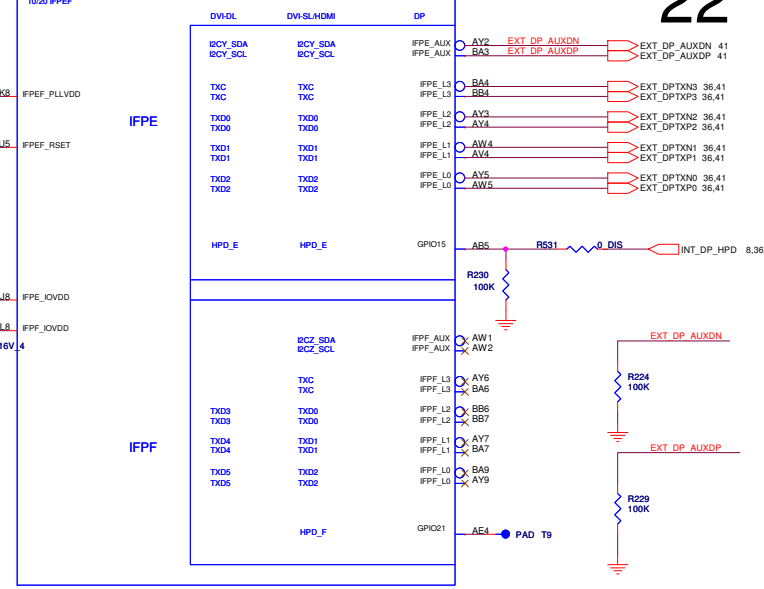 10/20 IFPEF
22
DVI-DL DVI-SL/HDMI DP
I2CY_SDA I2CY_SDA IFPE_AUX AY2 EXT_DP_AUXDN EXT_DP_AUXDN 41
I2CY_SCL I2CY_SCL IFPE_AUX BA3 EXT_DP_AUXDP EXT_DP_AUXDP 41
TXC TXC IFPE_L3 BA4 EXT_DPTXN3 36,41
K8 IFPEF_PLLVDD TXC TXC IFPE_L3 BB4 EXT_DPTXP3 36,41
IFPE
TXD0 TXD0 IFPE_L2 AY3 EXT_DPTXN2 36,41
TXD0 TXD0 IFPE_L2 AY4 EXT_DPTXP2 36,41
U5 IFPEF_RSET TXD1 TXD1 IFPE_L1 AW4 EXT_DPTXN1 36,41
TXD1 TXD1 IFPE_L1 AV4 EXT_DPTXP1 36,41
TXD2 TXD2 IFPE_L0 AY5 EXT_DPTXN0 36,41
TXD2 TXD2 IFPE_L0 AW5 EXT_DPTXP0 36,41
HPD_E HPD_E GPIO15 AB5 R531 0_DIS INT_DP_HPD 8,36
R230
100K
J8 IFPE_IOVDD
L8 IFPF_IOVDD
16V_4
I2CZ_SDA IFPF_AUX AW1 EXT_DP_AUXDN
I2CZ_SCL IFPF_AUX AW2
TXC IFPF_L3 AY6 R224
TXC IFPF_L3 BA6 100K
TXD3 TXD0 IFPF_L2 BB6
TXD3 TXD0 IFPF_L2 BB7
IFPF
TXD4 TXD1 IFPF_L1 AY7 EXT_DP_AUXDP
TXD4 TXD1 IFPF_L1 BA7
TXD5 TXD2 IFPF_L0 BA9
TXD5 TXD2 IFPF_L0 AY9
R229
100K
HPD_F GPIO21 AE4 PAD T9